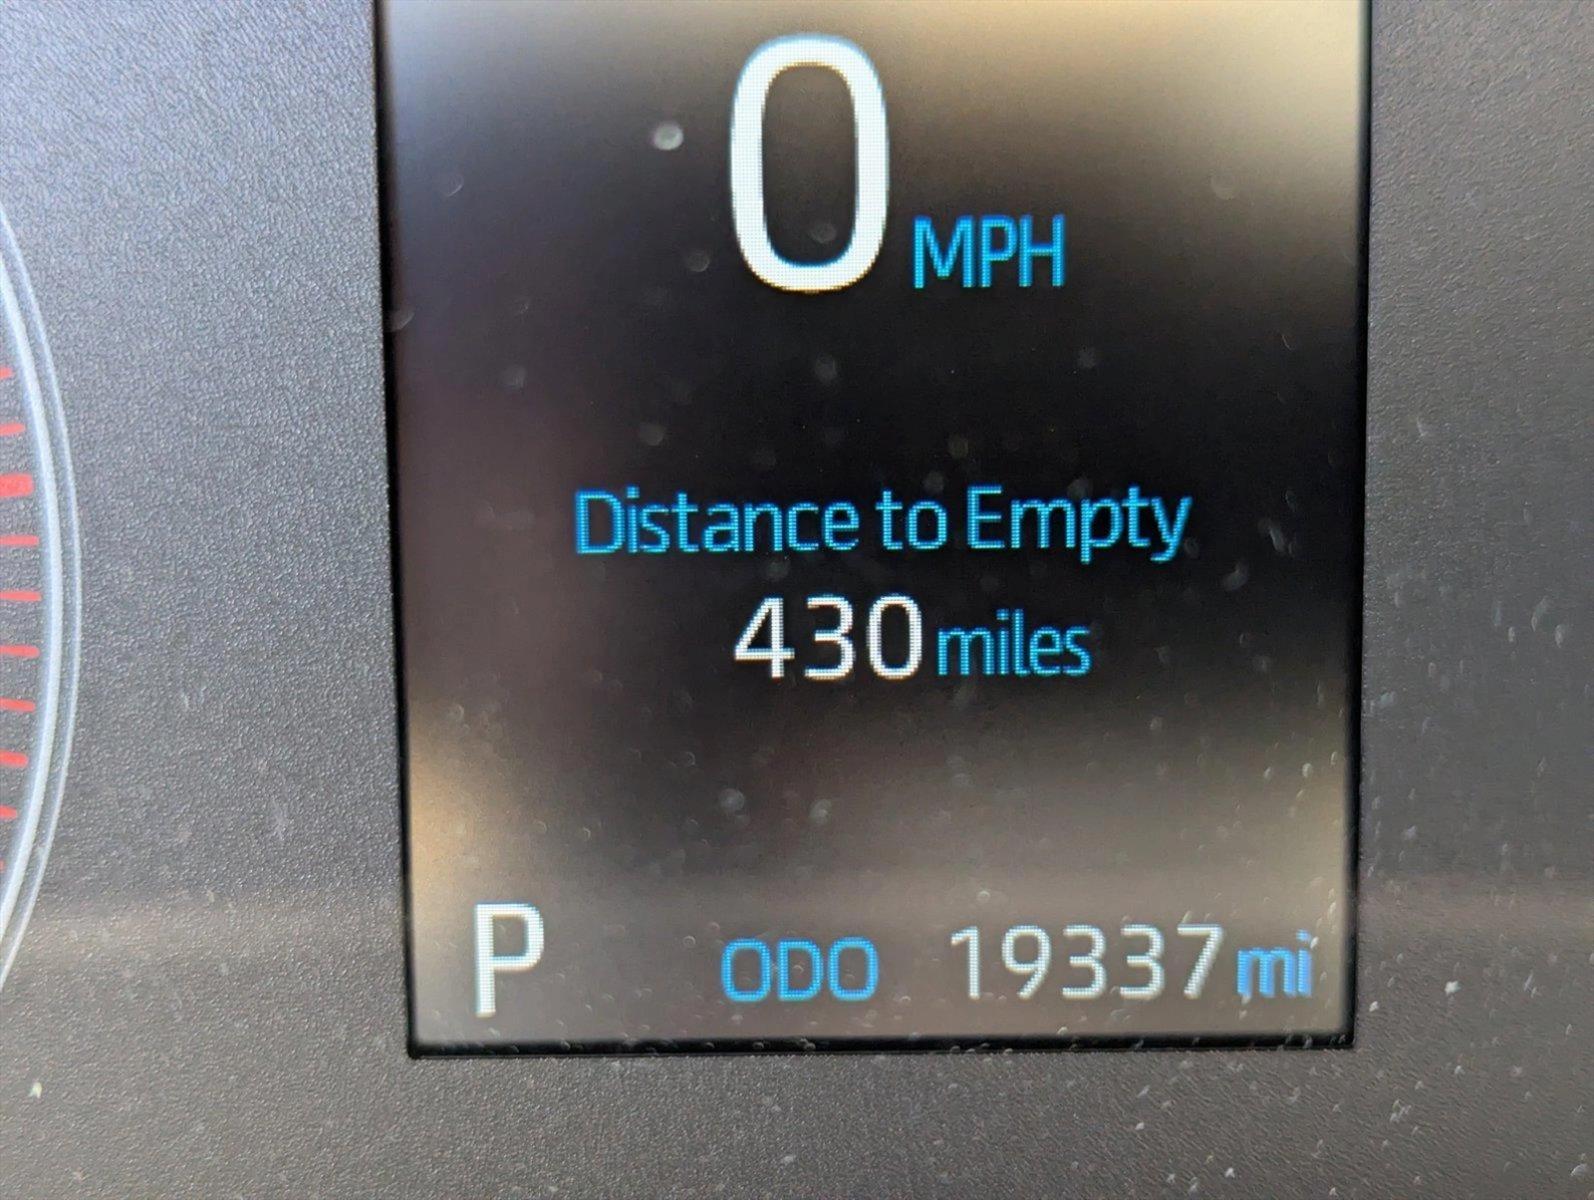 0 MPH
Distance to Empty
430 miles
P ODO 19337 mi